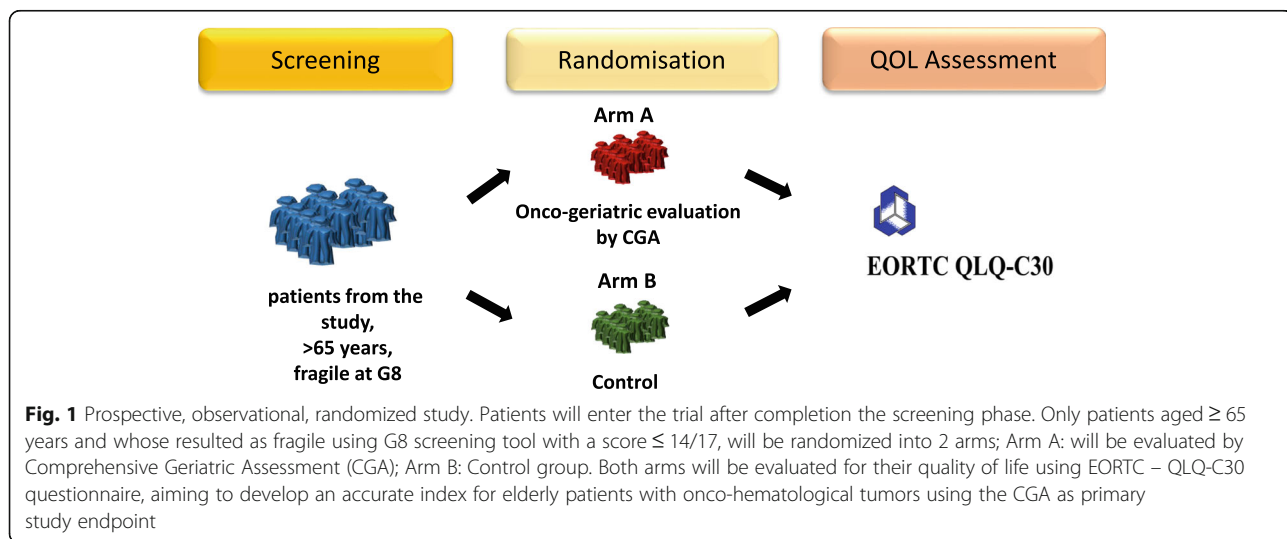 Screening
Randomisation
QOL Assessment
Arm A
Onco-geriatric evaluation
by CGA
patients from the
study,
>65 years,
fragile at G8
Arm B
Control
EORTC QLQ-C30
Fig. 1 Prospective, observational, randomized study. Patients will enter the trial after completion the screening phase. Only patients aged ≥ 65
years and whose resulted as fragile using G8 screening tool with a score ≤ 14/17, will be randomized into 2 arms; Arm A: will be evaluated by
Comprehensive Geriatric Assessment (CGA); Arm B: Control group. Both arms will be evaluated for their quality of life using EORTC – QLQ-C30
questionnaire, aiming to develop an accurate index for elderly patients with onco-hematological tumors using the CGA as primary
study endpoint